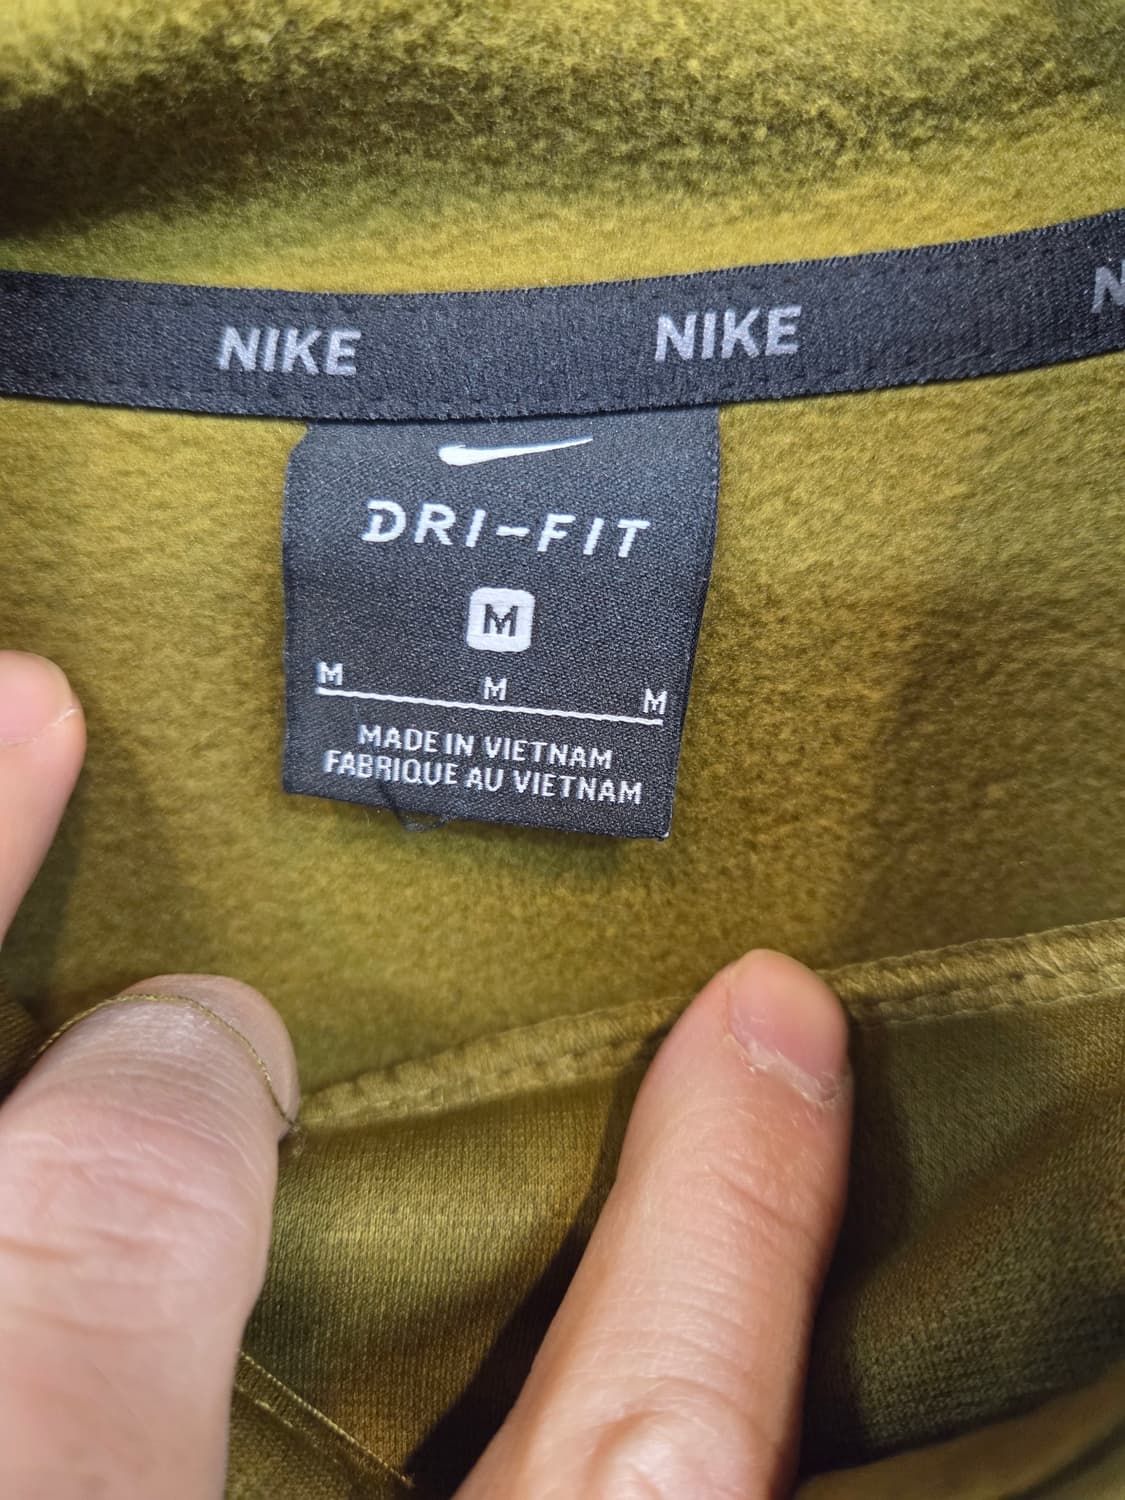 NIKE NIKE N
DRI-FIT
M
M M M
MADE IN VIETNAM
FABRIQUE AU VIETNAM